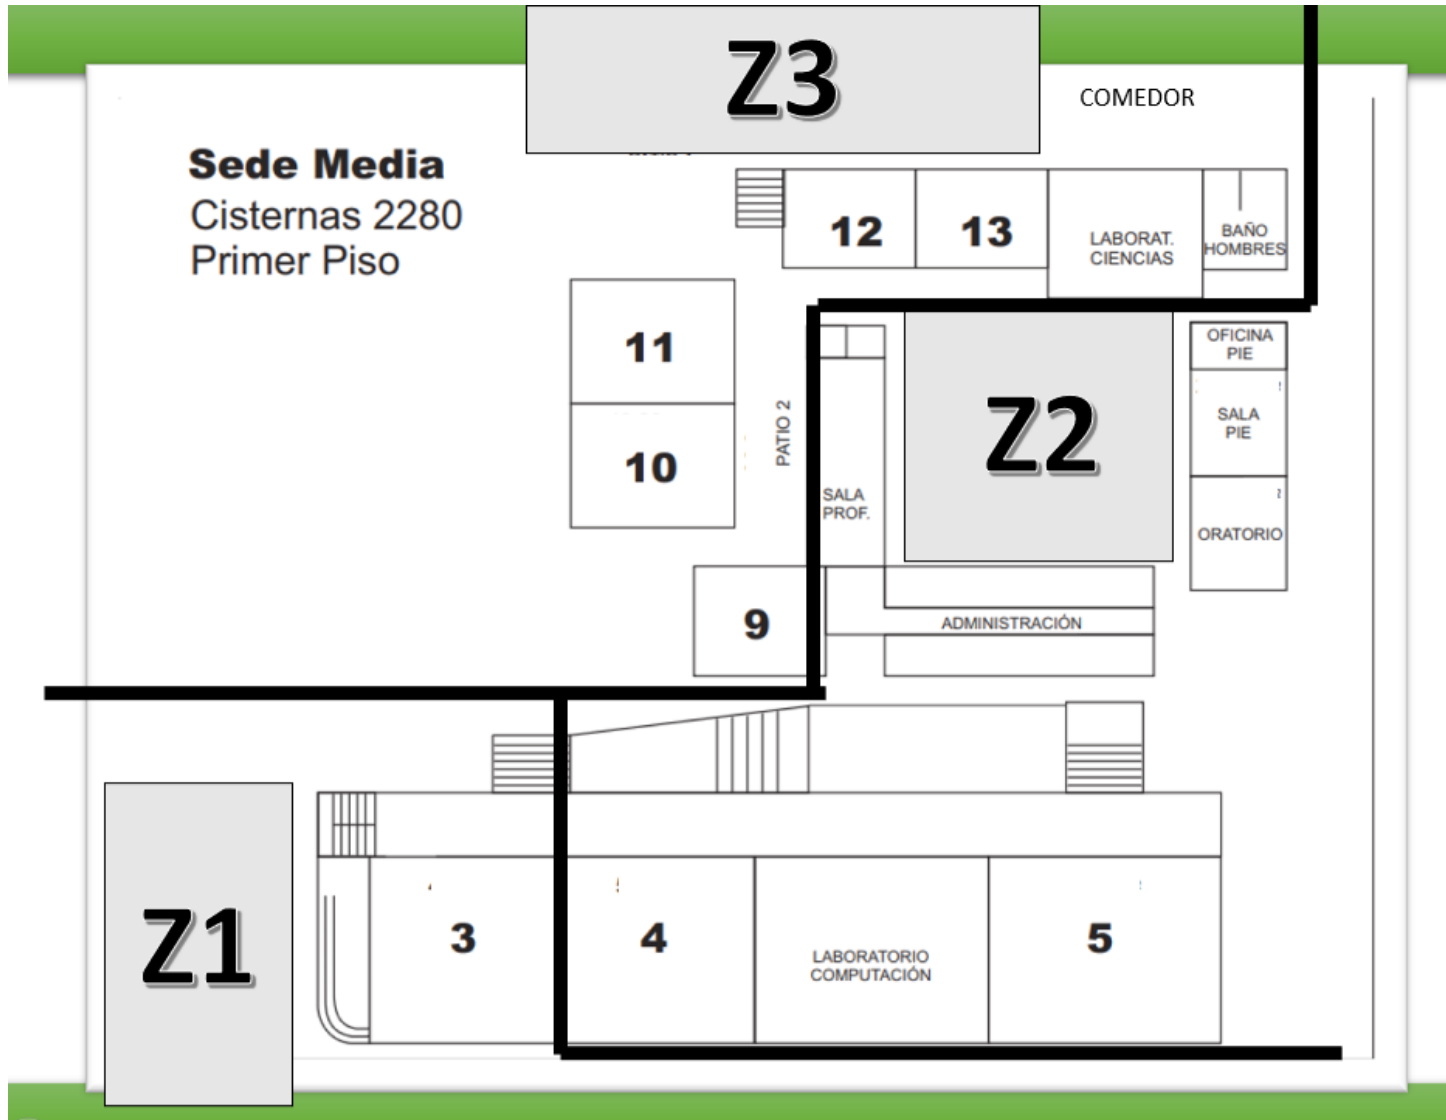 Z3
COMEDOR
Sede Media
Cisternas 2280
Primer Piso
12
13
LABORAT.
CIENCIAS
BAÑO
HOMBRES
11
10
PATIO 2
SALA
PROF.
Z2
OFICINA
PIE
SALA
PIE
ORATORIO
9
ADMINISTRACIÓN
Z1
3
4
LABORATORIO
COMPUTACIÓN
5